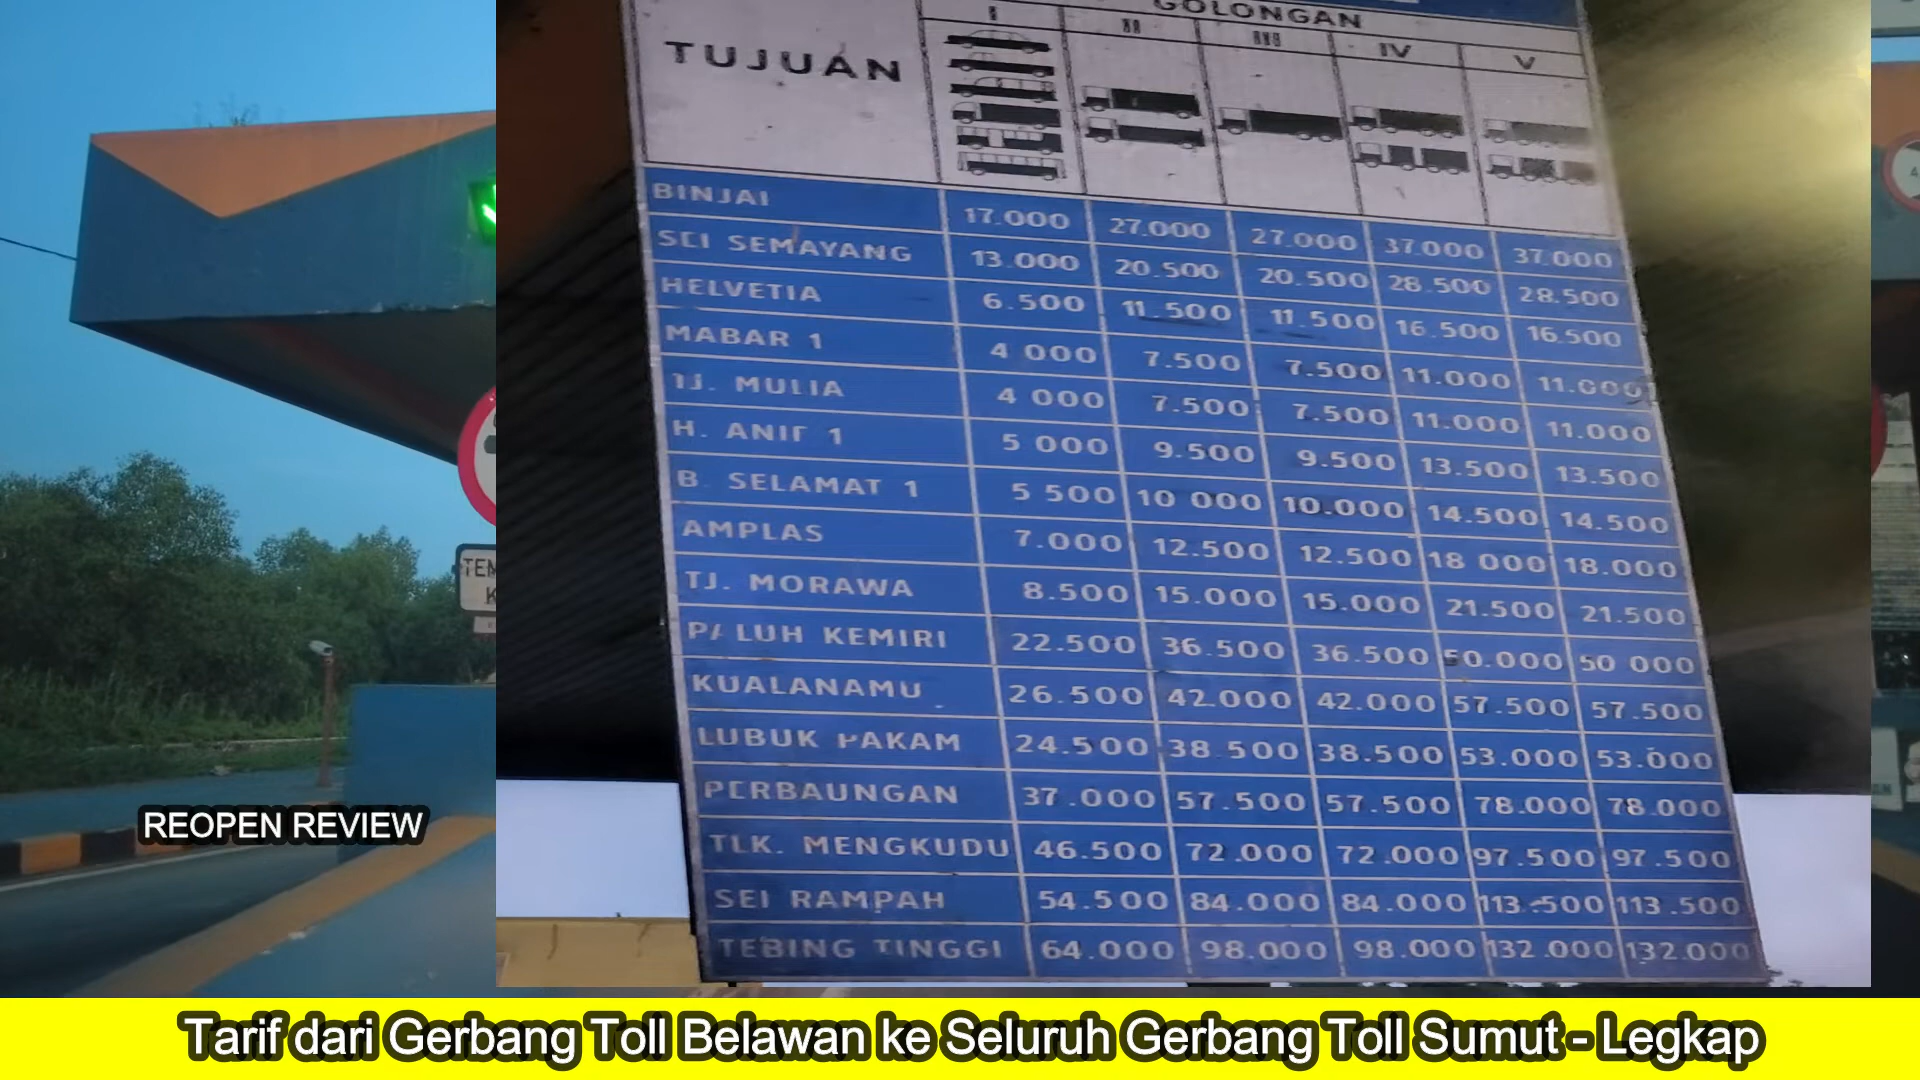 GOLONGAN
TUJUAN I II III IV V
BINJAI 17.000 27.000 27.000 37.000 37.000
SEI SEMAYANG 13.000 20.500 20.500 28.500 28.500
HELVETIA 6.500 11.500 11.500 16.500 16.500
MABAR 1 4 000 7.500 7.500 11.000 11.000
TJ. MULIA 4 000 7.500 7.500 11.000 11.000
H. ANIF 1 5 000 9.500 9.500 13.500 13.500
B. SELAMAT 1 5 500 10 000 10.000 14.500 14.500
AMPLAS 7.000 12.500 12.500 18 000 18.000
TJ. MORAWA 8.500 15.000 15.000 21.500 21.500
PALUH KEMIRI 22.500 36.500 36.500 50.000 50 000
KUALANAMU 26.500 42.000 42.000 57.500 57.500
LUBUK PAKAM 24.500 38 500 38.500 53.000 53.000
PERBAUNGAN 37.000 57.500 57.500 78.000 78.000
TLK. MENGKUDU 46.500 72.000 72.000 97.500 97.500
SEI RAMPAH 54.500 84.000 84.000 113.500 113.500
TEBING TINGGI 64.000 98.000 98.000 132.000 132.000
REOPEN REVIEW
Tarif dari Gerbang Toll Belawan ke Seluruh Gerbang Toll Sumut - Legkap